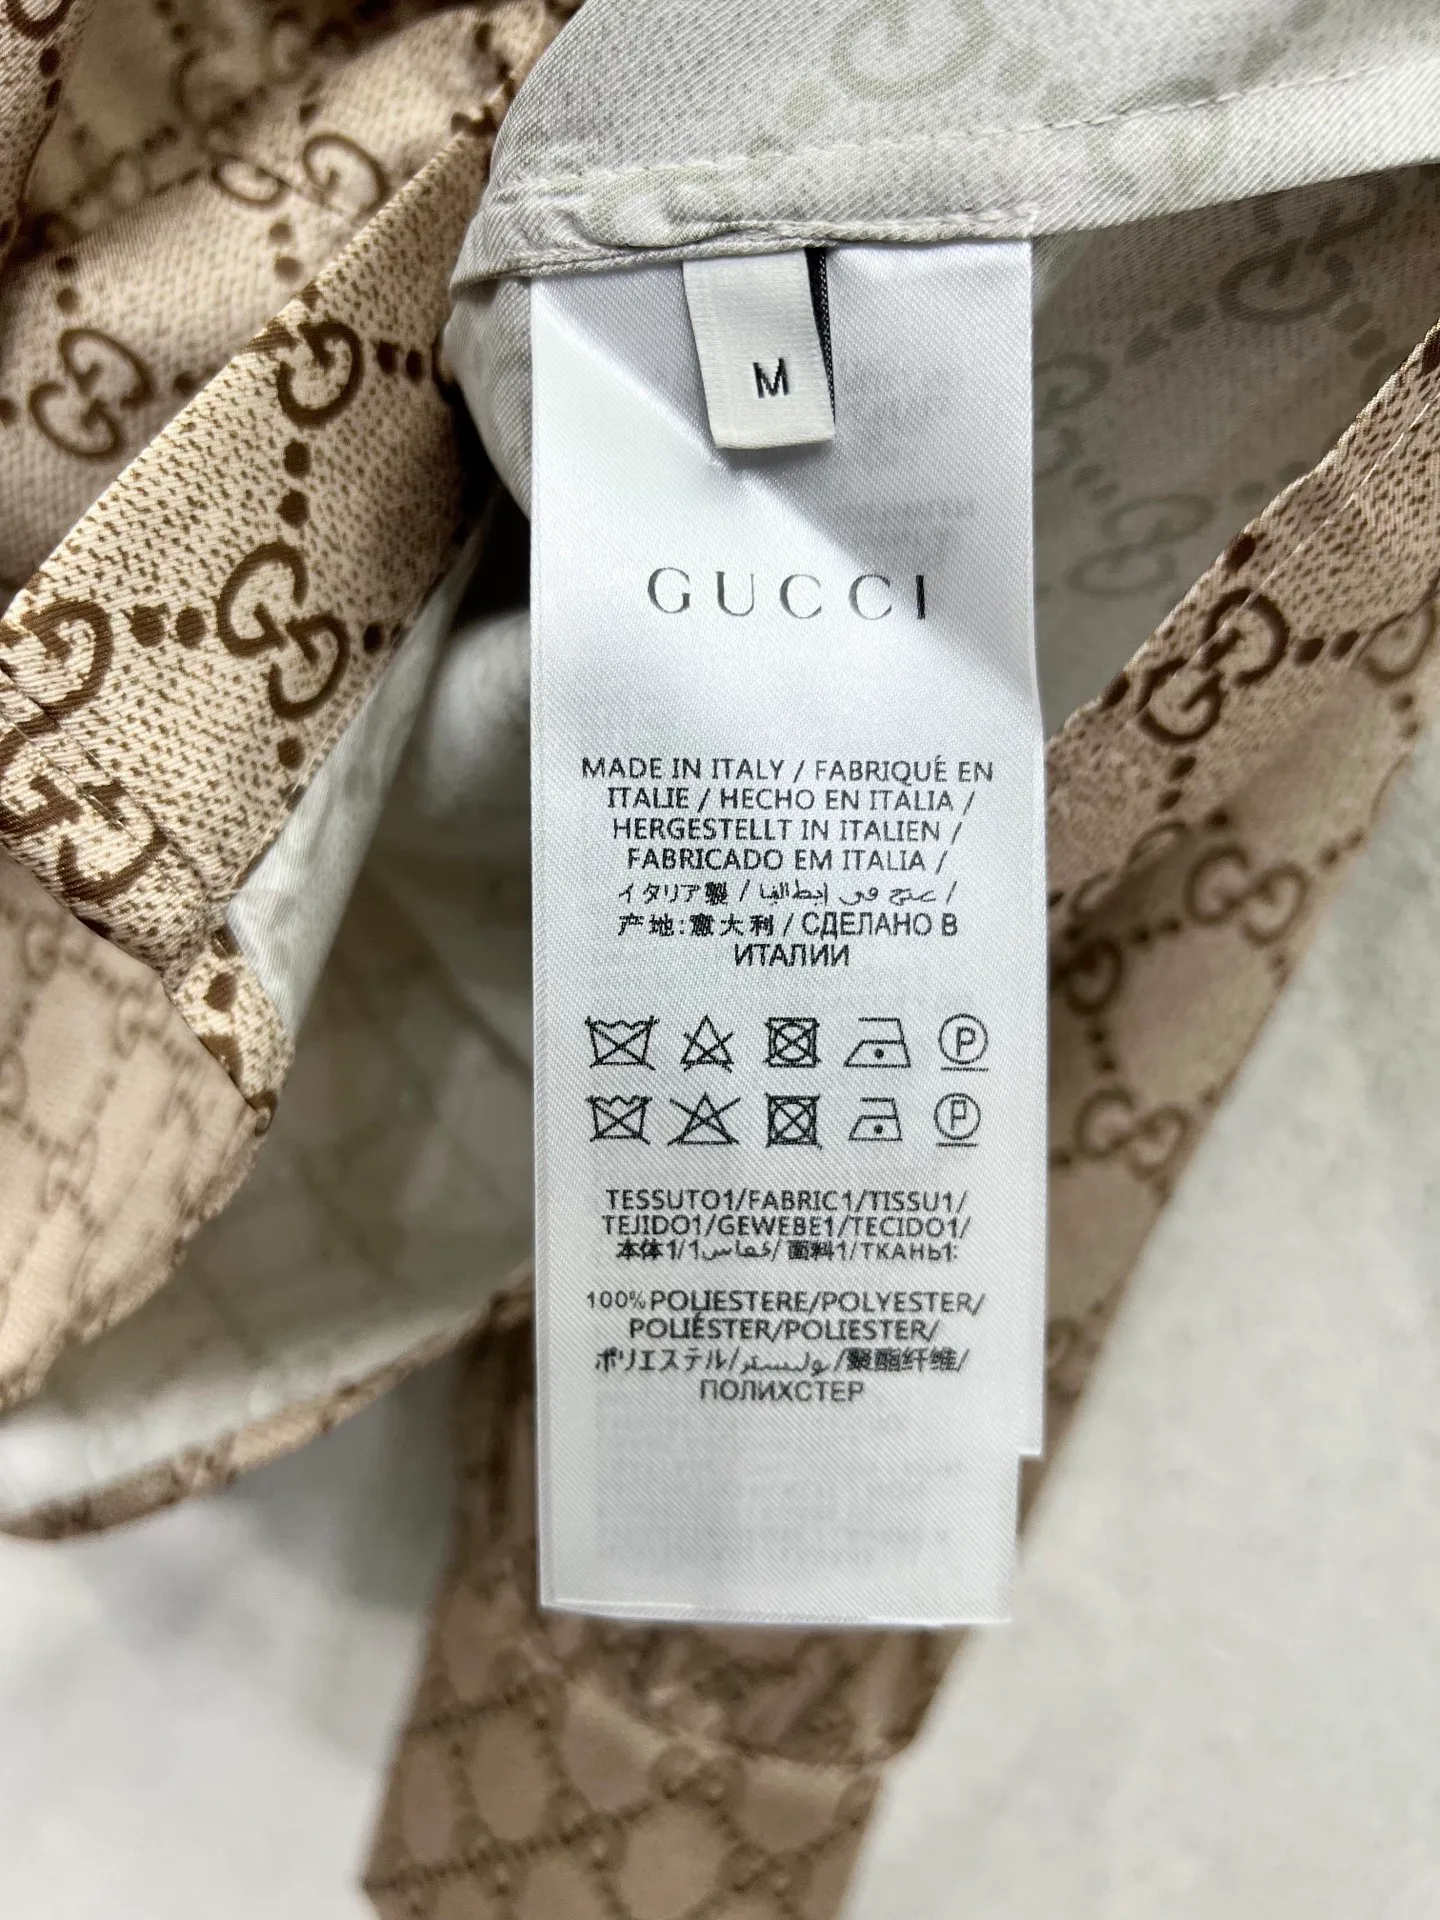 M
GUCCI
MADE IN ITALY / FABRIQUÉ EN
ITALIE / HECHO EN ITALIA /
HERGESTELLT IN ITALIEN /
FABRICADO EM ITALIA /
イタリア製 / صنع في إيطاليا /
产地:意大利 / СДЕЛАНО В
ИТАЛИИ
P
P
TESSUTO1/FABRIC1/TISSU1/
TEJIDO1/GEWEBE1/TECIDO1/
本体1/1قماس/面料1/ТКАНЬ1:
100%POLIESTERE/POLYESTER/
POLIÉSTER/POLIESTER/
ポリエステル/بوليستر/聚酯纤维/
ПОЛИХСТЕР